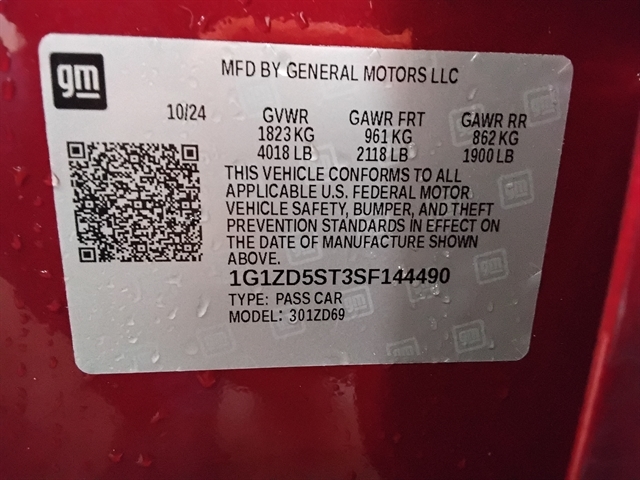 gm
MFD BY GENERAL MOTORS LLC
10/24 GVWR GAWR FRT GAWR RR
1823 KG 961 KG 862 KG
4018 LB 2118 LB 1900 LB
THIS VEHICLE CONFORMS TO ALL
APPLICABLE U.S. FEDERAL MOTOR
VEHICLE SAFETY, BUMPER, AND THEFT
PREVENTION STANDARDS IN EFFECT ON
THE DATE OF MANUFACTURE SHOWN
ABOVE.
1G1ZD5ST3SF144490
TYPE: PASS CAR
MODEL: 301ZD69